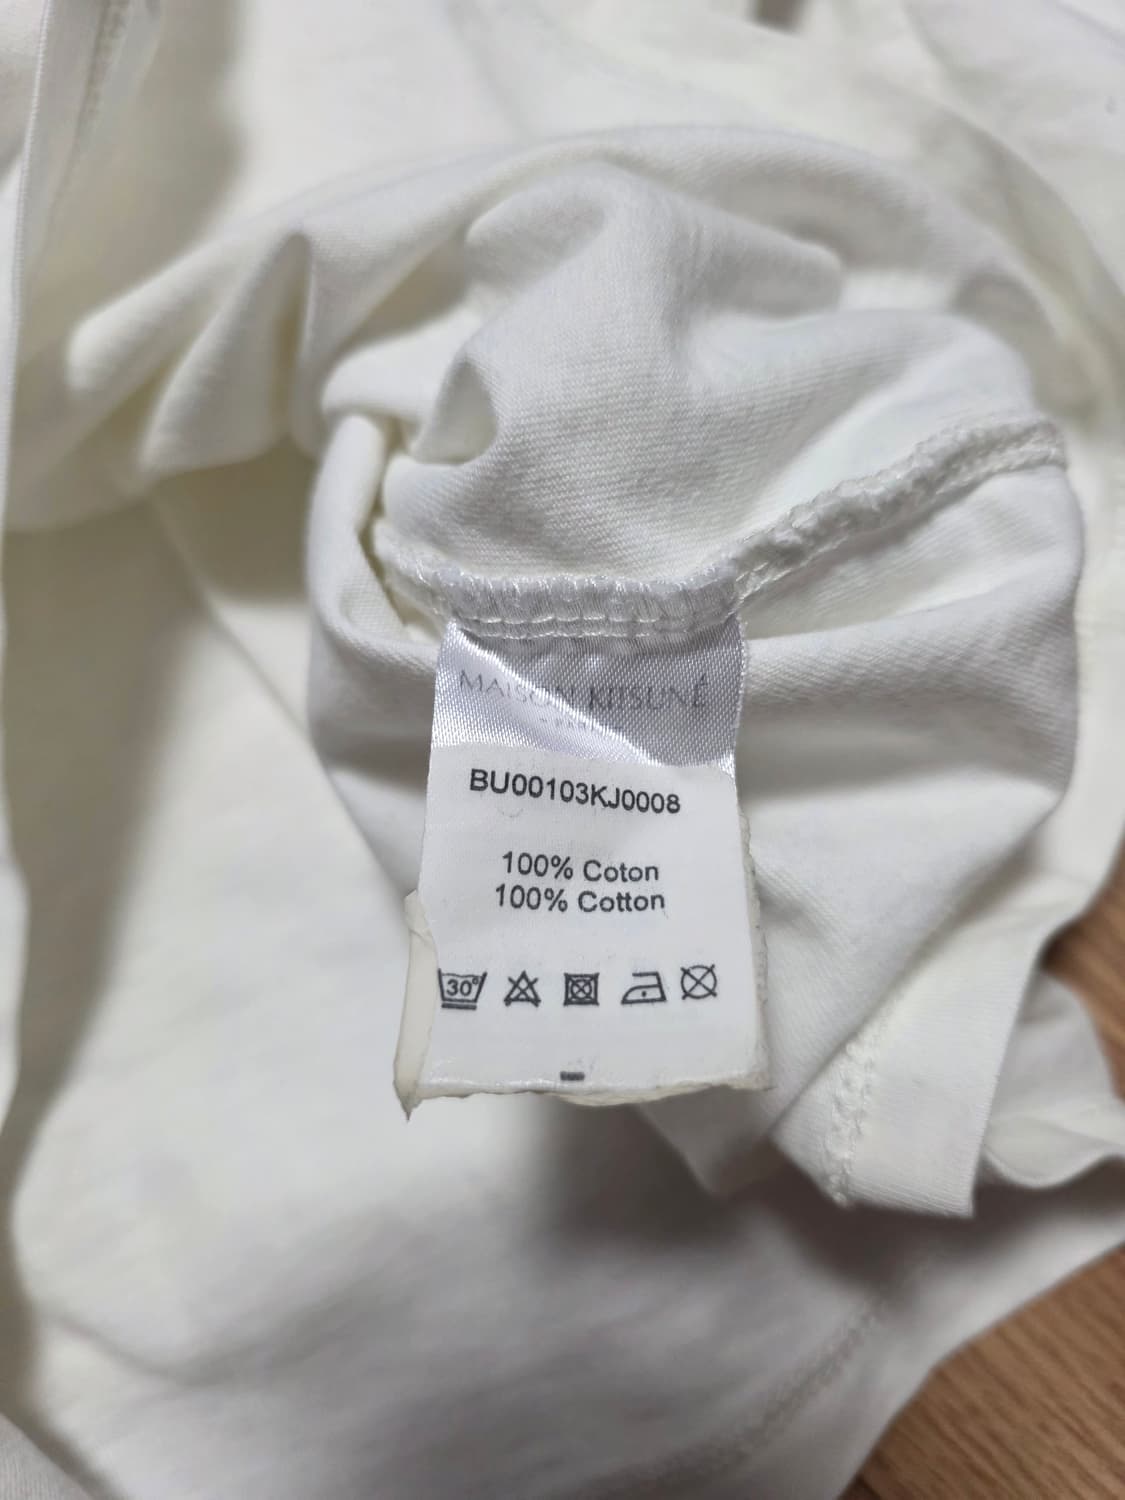 MAISON KITSUNÉ
BU00103KJ0008
100% Coton
100% Cotton
30°